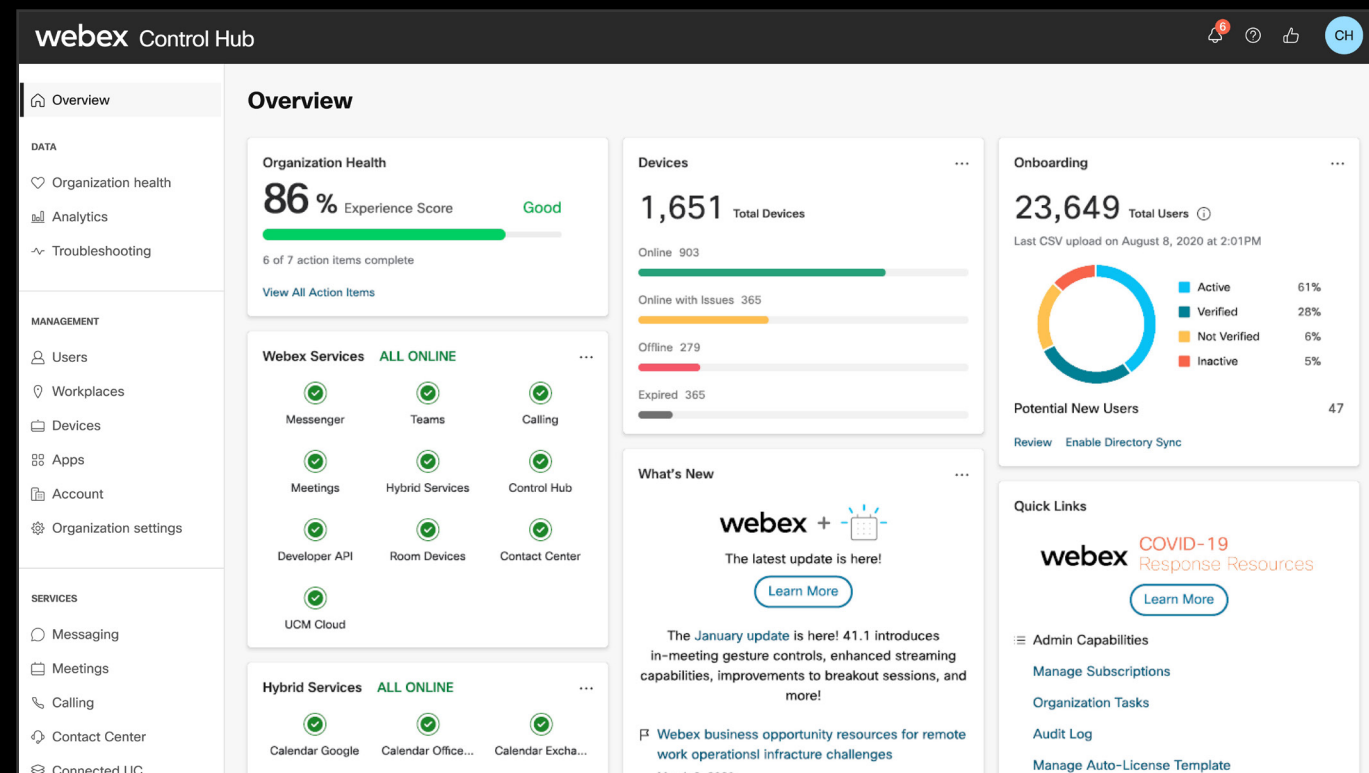 webex Control Hub
6
CH
Overview
DATA
Organization health
Analytics
Troubleshooting
MANAGEMENT
Users
Workplaces
Devices
Apps
Account
Organization settings
SERVICES
Messaging
Meetings
Calling
Contact Center
Connected UC
Overview
Organization Health
86 % Experience Score Good
6 of 7 action items complete
View All Action Items
Webex Services ALL ONLINE
Messenger Teams Calling
Meetings Hybrid Services Control Hub
Developer API Room Devices Contact Center
UCM Cloud
Hybrid Services ALL ONLINE
Calendar Google Calendar Office... Calendar Excha...
Devices
1,651 Total Devices
Online 903
Online with Issues 365
Offline 279
Expired 365
What's New
webex +
The latest update is here!
Learn More
The January update is here! 41.1 introduces
in-meeting gesture controls, enhanced streaming
capabilities, improvements to breakout sessions, and
more!
Webex business opportunity resources for remote
work operationsl infracture challenges
Onboarding
23,649 Total Users
Last CSV upload on August 8, 2020 at 2:01PM
Active 61%
Verified 28%
Not Verified 6%
Inactive 5%
Potential New Users 47
Review Enable Directory Sync
Quick Links
webex COVID-19
Response Resources
Learn More
Admin Capabilities
Manage Subscriptions
Organization Tasks
Audit Log
Manage Auto-License Template